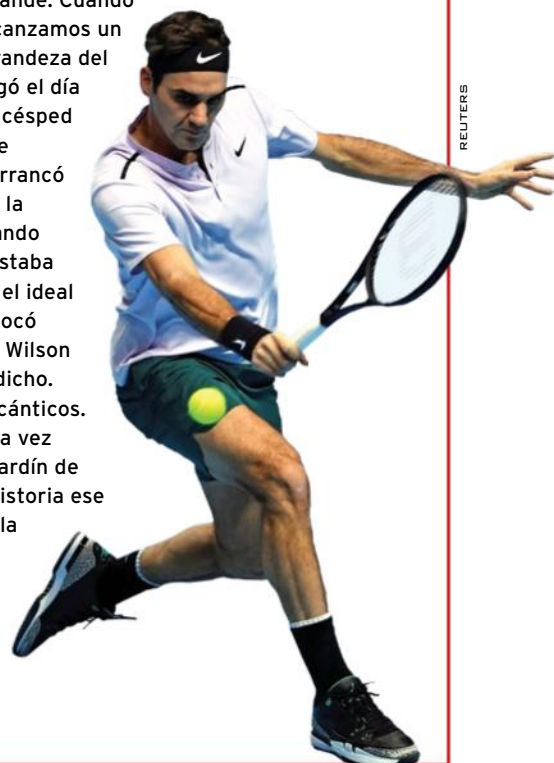 ande. Cuando
canzamos un
randeza del
gó el día
césped
e
rrancó
la
ando
staba
el ideal
ocó
Wilson
dicho.
cánticos.
a vez
ardín de
istoria ese
la
REUTERS